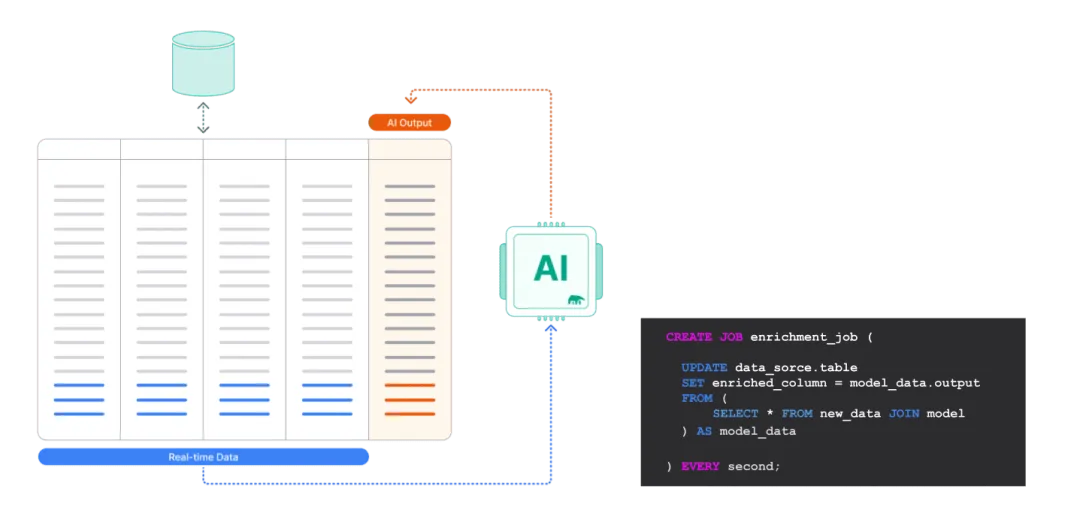 AI Output
AI
Real-time Data
CREATE JOB enrichment_job (
UPDATE data_sorce.table
SET enriched_column = model_data.output
FROM (
SELECT * FROM new_data JOIN model
) AS model_data
) EVERY second;